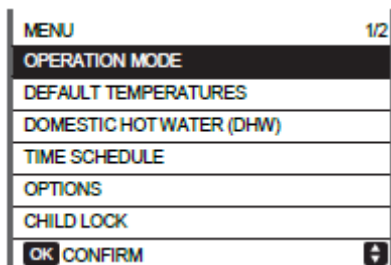 MENU 1/2
OPERATION MODE
DEFAULT TEMPERATURES
DOMESTIC HOT WATER (DHW)
TIME SCHEDULE
OPTIONS
CHILD LOCK
OK CONFIRM